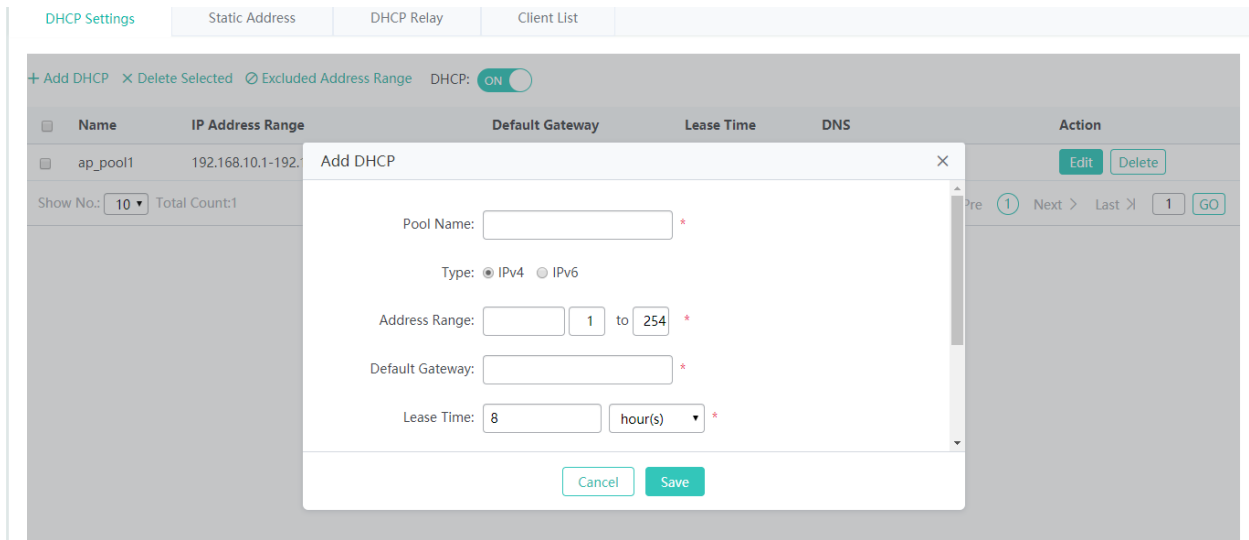 DHCP Settings Static Address DHCP Relay Client List
+ Add DHCP × Delete Selected ⊘ Excluded Address Range DHCP: ON
Name IP Address Range Default Gateway Lease Time DNS Action
ap_pool1 192.168.10.1-192.1 Edit Delete
Show No.: 10 Total Count:1 Pre 1 Next > Last 1 GO
Add DHCP ×
Pool Name: *
Type: IPv4 IPv6
Address Range: 1 to 254 *
Default Gateway: *
Lease Time: 8 hour(s) *
Cancel Save